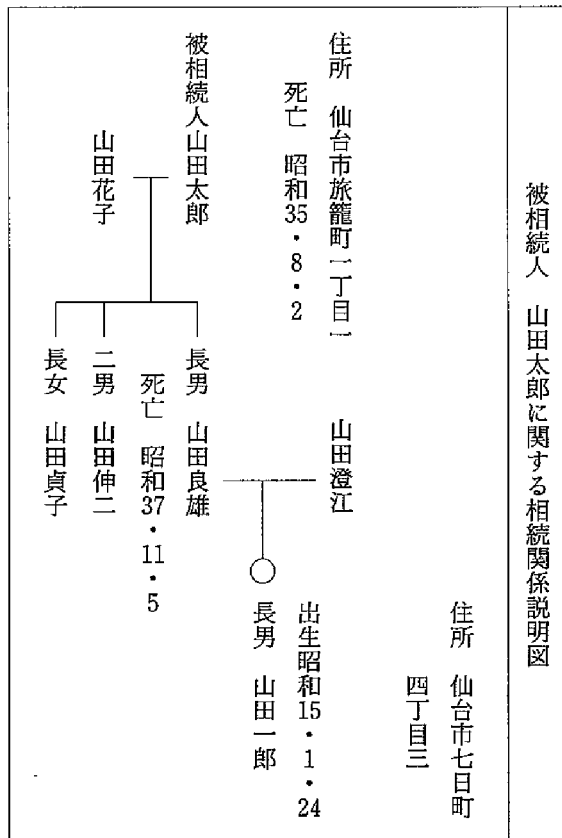 被相続人　山田太郎に関する相続関係説明図
住所　仙台市七日町
四丁目三
出生昭和15・1・24
長男　山田一郎
山田澄江
住所　仙台市旅籠町一丁目一
死亡　昭和35・8・2
被相続人山田太郎
山田花子
長男　山田良雄
死亡　昭和37・11・5
二男　山田伸二
長女　山田貞子